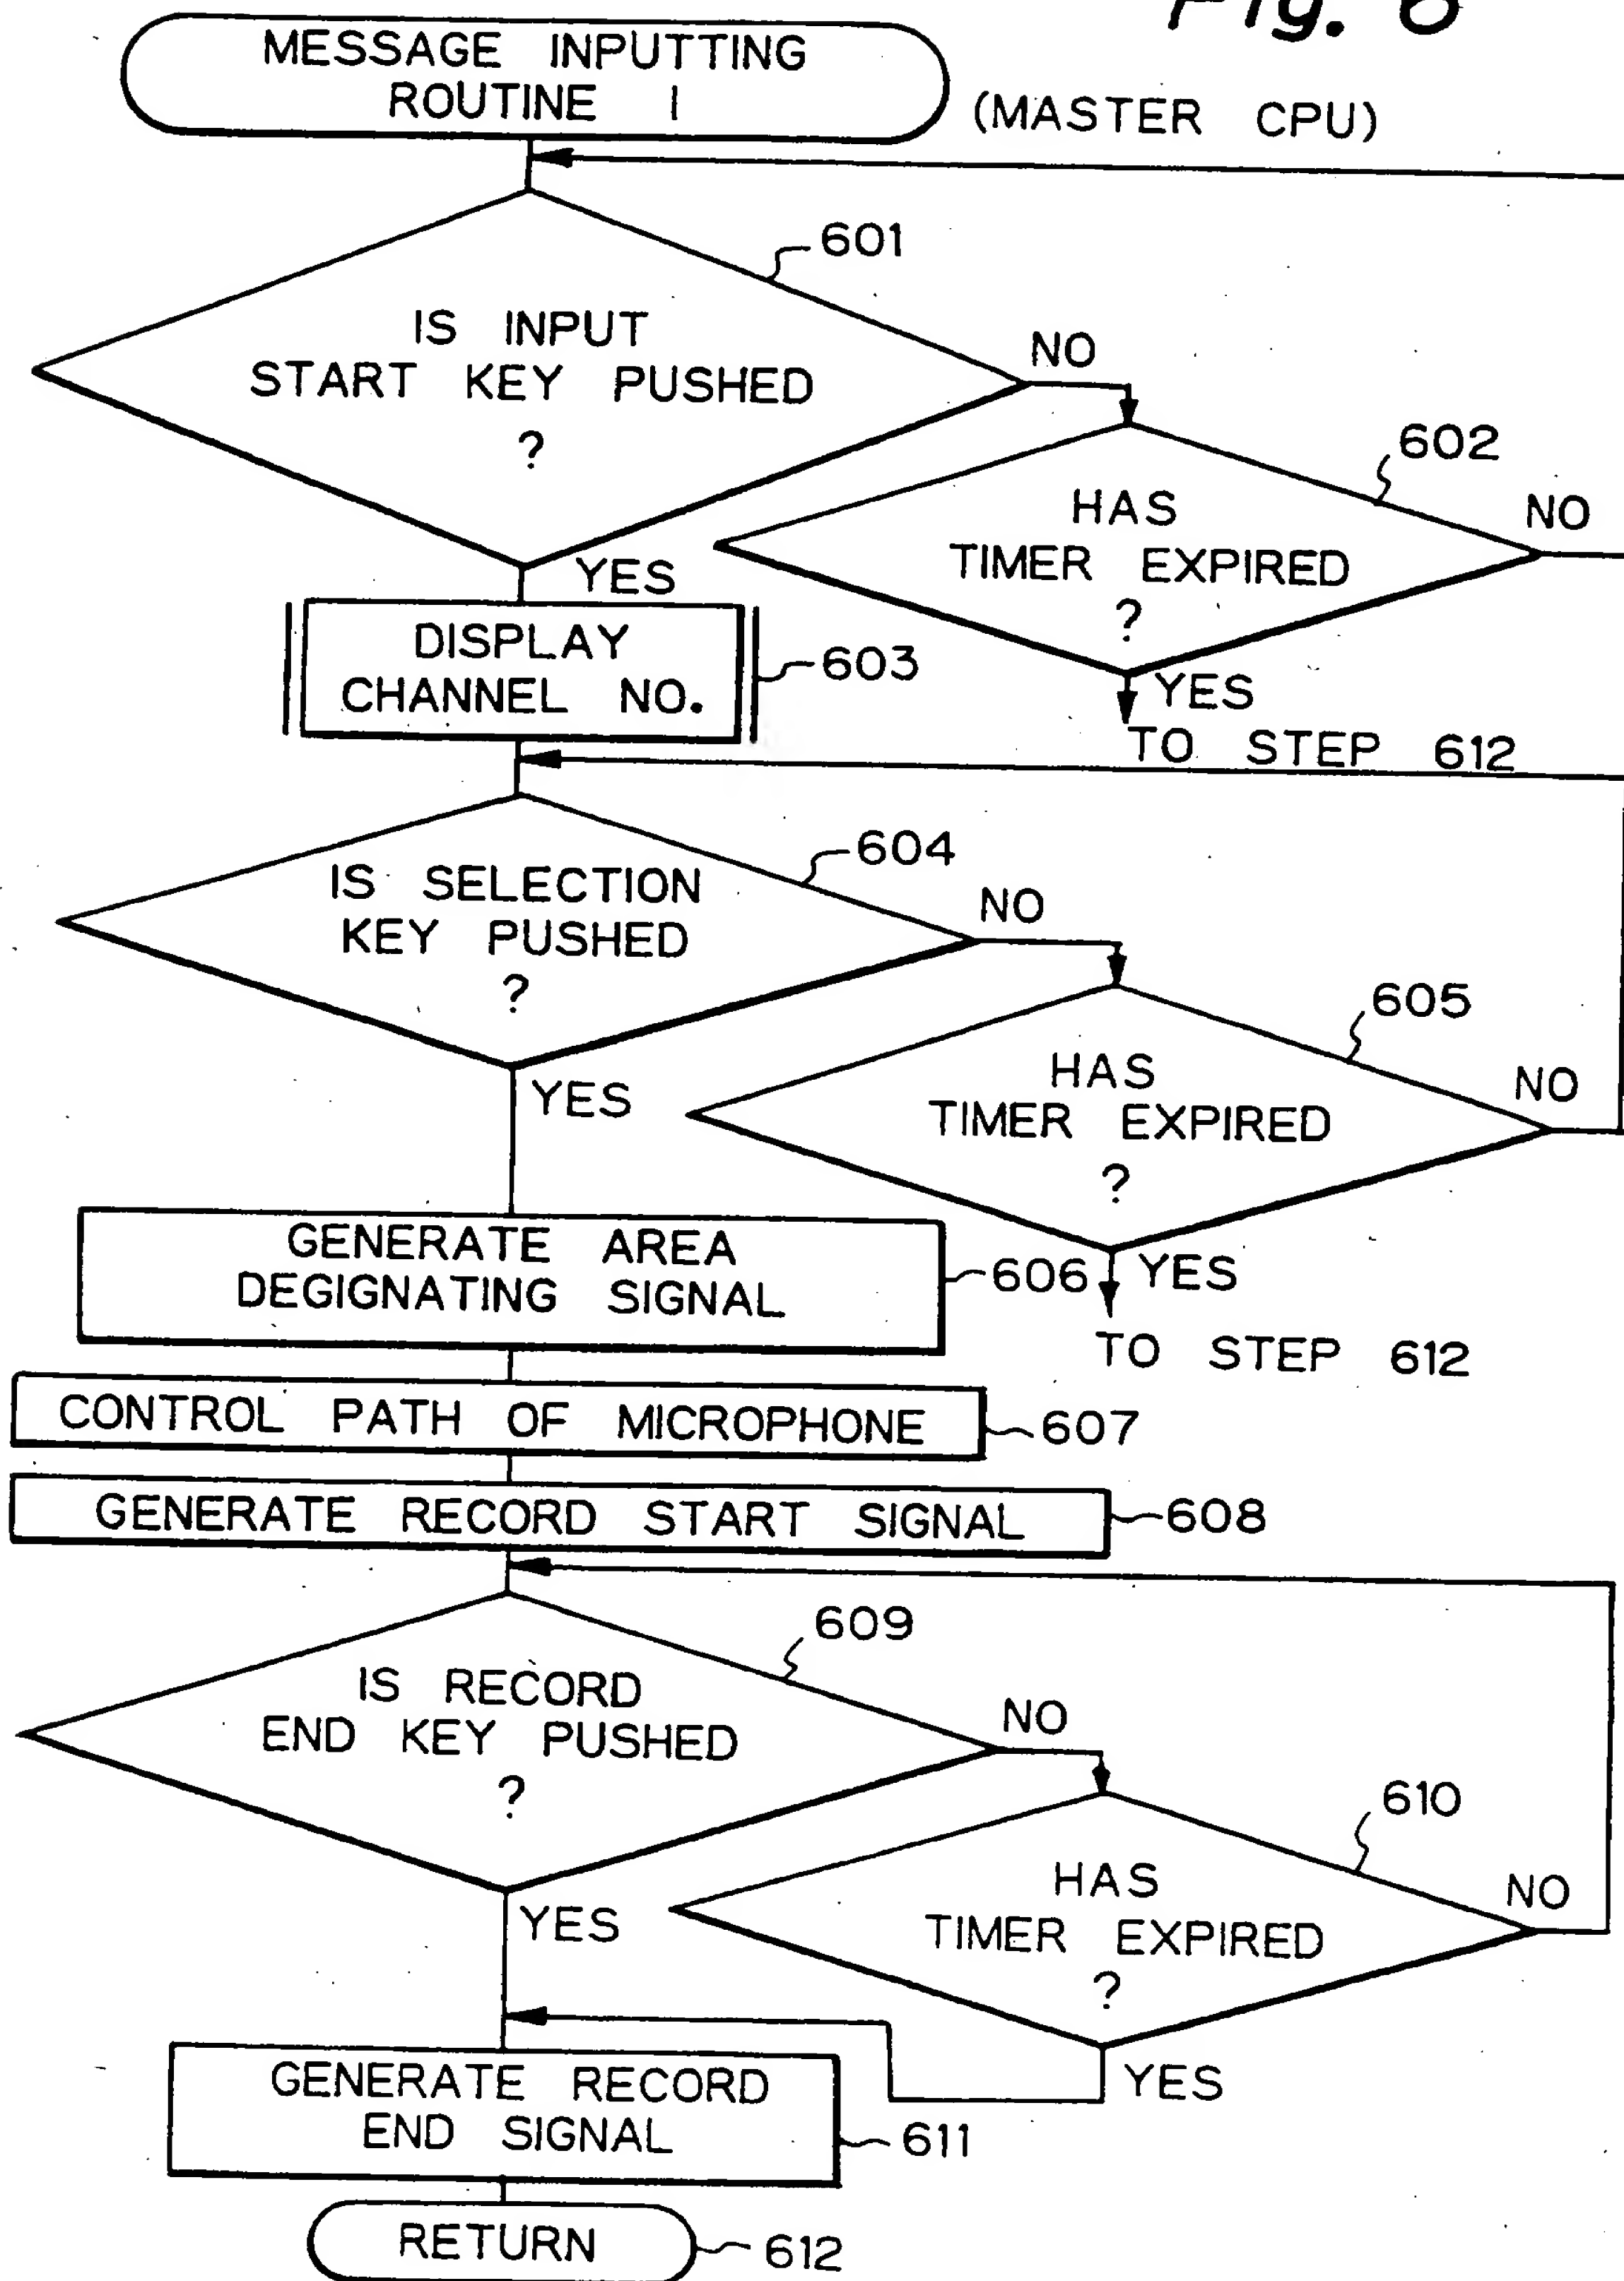 Fig. 6
MESSAGE INPUTTING
ROUTINE I
(MASTER CPU)
601
IS INPUT
START KEY PUSHED
?
NO
YES
602
HAS
TIMER EXPIRED
?
NO
YES
TO STEP 612
DISPLAY
CHANNEL NO.
603
604
IS SELECTION
KEY PUSHED
?
NO
YES
605
HAS
TIMER EXPIRED
?
NO
YES
TO STEP 612
GENERATE AREA
DEGIGNATING SIGNAL
606
CONTROL PATH OF MICROPHONE
607
GENERATE RECORD START SIGNAL
608
609
IS RECORD
END KEY PUSHED
?
NO
YES
610
HAS
TIMER EXPIRED
?
NO
YES
GENERATE RECORD
END SIGNAL
611
RETURN
612